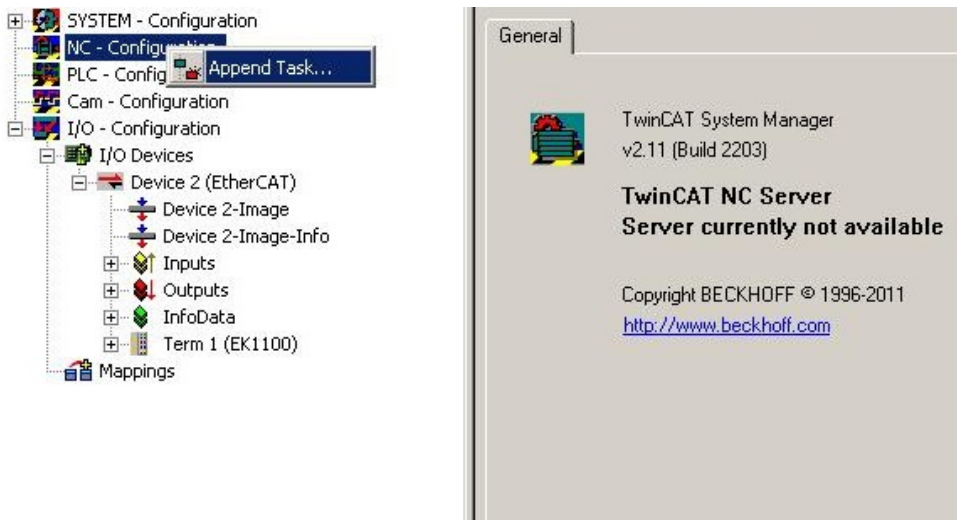 SYSTEM - Configuration
NC - Configuration
Append Task...
PLC - Config
Cam - Configuration
I/O - Configuration
I/O Devices
Device 2 (EtherCAT)
Device 2-Image
Device 2-Image-Info
Inputs
Outputs
InfoData
Term 1 (EK1100)
Mappings
General
TwinCAT System Manager
v2.11 (Build 2203)
TwinCAT NC Server
Server currently not available
Copyright BECKHOFF © 1996-2011
http://www.beckhoff.com